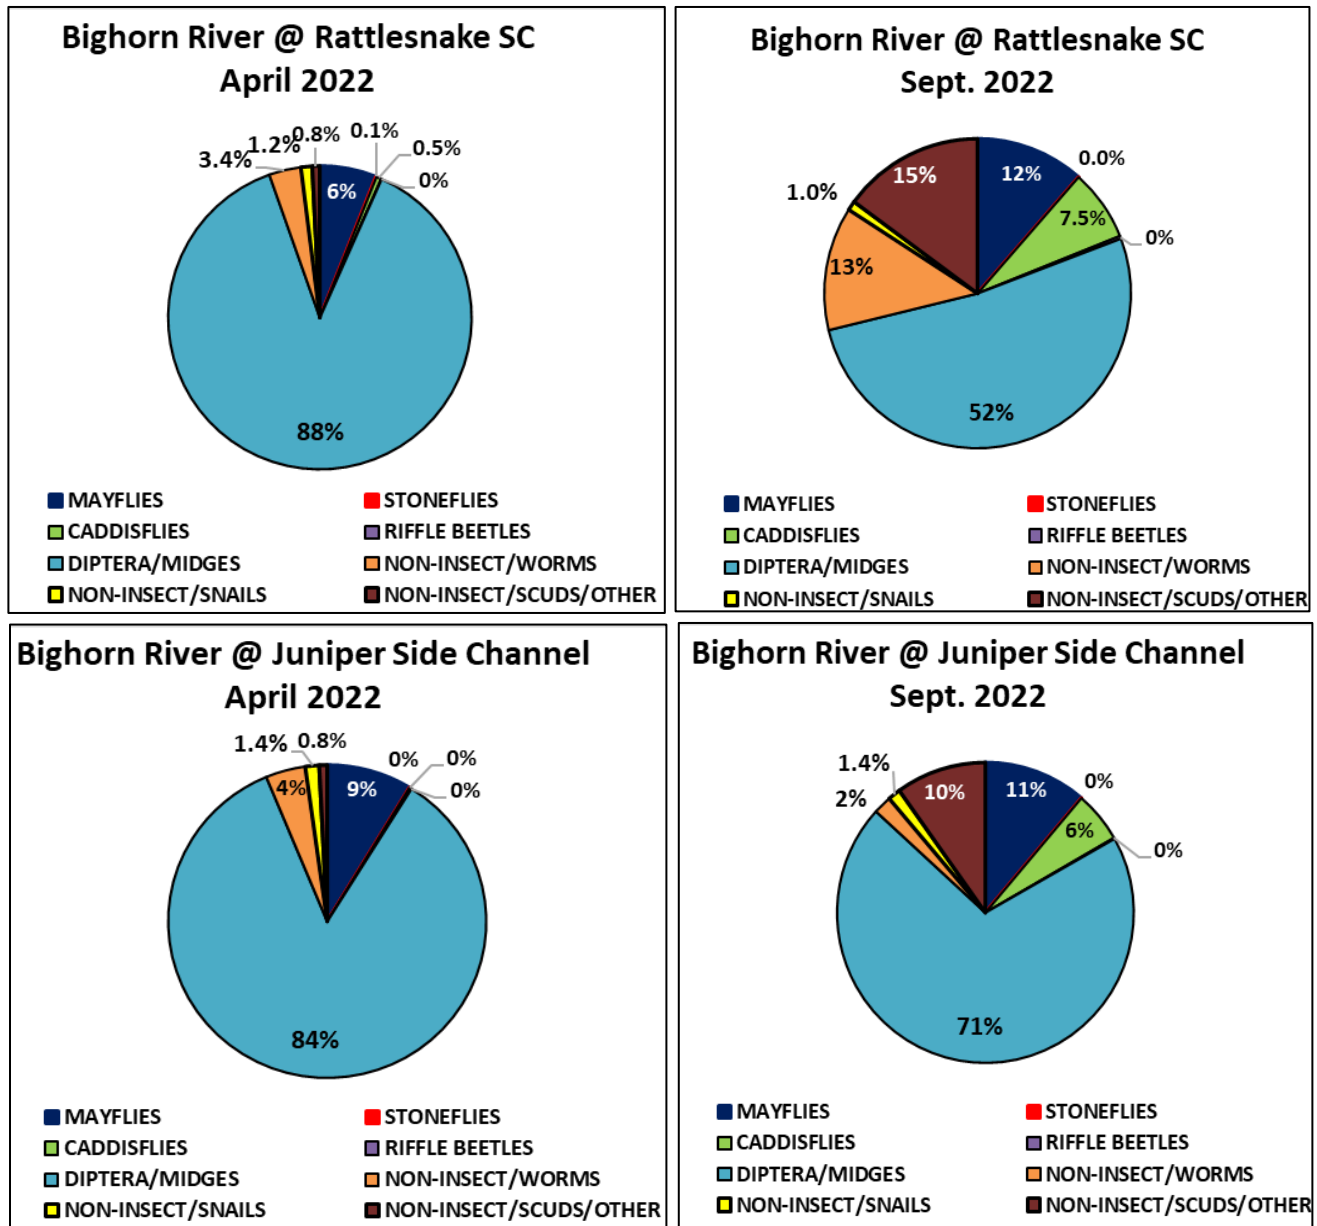 Bighorn River @ Rattlesnake SC
April 2022
3.4%
1.2%
0.8%
0.1%
0.5%
0%
6%
88%
MAYFLIES
STONEFLIES
CADDISFLIES
RIFFLE BEETLES
DIPTERA/MIDGES
NON-INSECT/WORMS
NON-INSECT/SNAILS
NON-INSECT/SCUDS/OTHER
Bighorn River @ Rattlesnake SC
Sept. 2022
15%
12%
0.0%
1.0%
7.5%
0%
13%
52%
MAYFLIES
STONEFLIES
CADDISFLIES
RIFFLE BEETLES
DIPTERA/MIDGES
NON-INSECT/WORMS
NON-INSECT/SNAILS
NON-INSECT/SCUDS/OTHER
Bighorn River @ Juniper Side Channel
April 2022
1.4%
0.8%
0%
0%
0%
4%
9%
84%
MAYFLIES
STONEFLIES
CADDISFLIES
RIFFLE BEETLES
DIPTERA/MIDGES
NON-INSECT/WORMS
NON-INSECT/SNAILS
NON-INSECT/SCUDS/OTHER
Bighorn River @ Juniper Side Channel
Sept. 2022
1.4%
2%
10%
11%
0%
6%
0%
71%
MAYFLIES
STONEFLIES
CADDISFLIES
RIFFLE BEETLES
DIPTERA/MIDGES
NON-INSECT/WORMS
NON-INSECT/SNAILS
NON-INSECT/SCUDS/OTHER